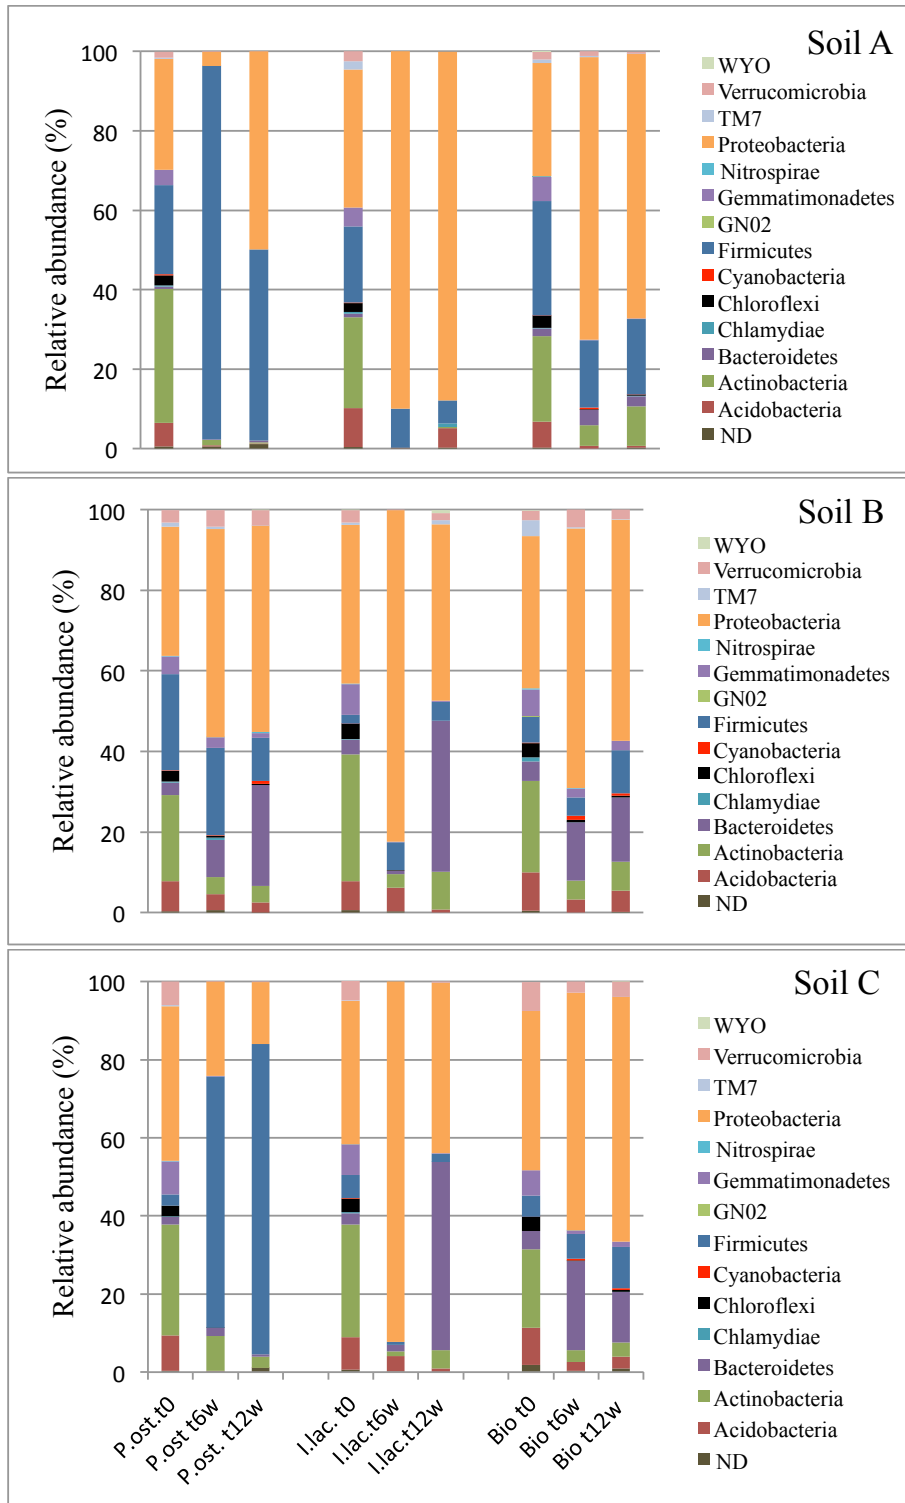 Soil A
Relative abundance (%)
100
80
60
40
20
0
WYO
Verrucomicrobia
TM7
Proteobacteria
Nitrospirae
Gemmatimonadetes
GN02
Firmicutes
Cyanobacteria
Chloroflexi
Chlamydiae
Bacteroidetes
Actinobacteria
Acidobacteria
ND
Soil B
Relative abundance (%)
100
80
60
40
20
0
WYO
Verrucomicrobia
TM7
Proteobacteria
Nitrospirae
Gemmatimonadetes
GN02
Firmicutes
Cyanobacteria
Chloroflexi
Chlamydiae
Bacteroidetes
Actinobacteria
Acidobacteria
ND
Soil C
Relative abundance (%)
100
80
60
40
20
0
WYO
Verrucomicrobia
TM7
Proteobacteria
Nitrospirae
Gemmatimonadetes
GN02
Firmicutes
Cyanobacteria
Chloroflexi
Chlamydiae
Bacteroidetes
Actinobacteria
Acidobacteria
ND
P.ost.t0
P.ost t6w
P.ost. t12w
I.lac. t0
I.lac.t6w
I.lac.t12w
Bio t0
Bio t6w
Bio t12w